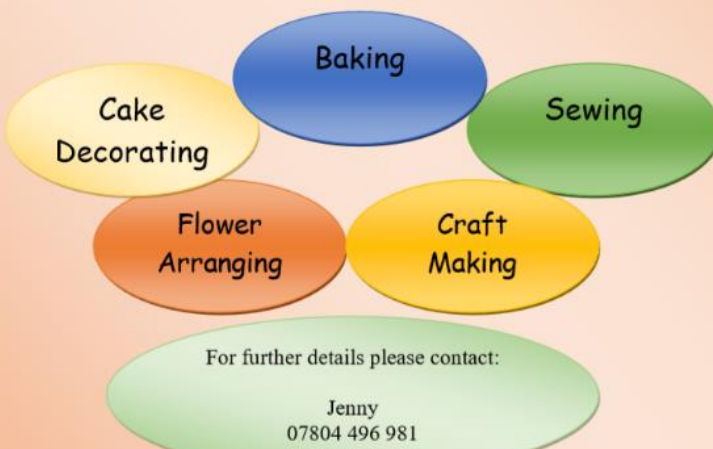 Baking
Cake
Decorating
Sewing
Flower
Arranging
Craft
Making
For further details please contact:
Jenny
07804 496 981